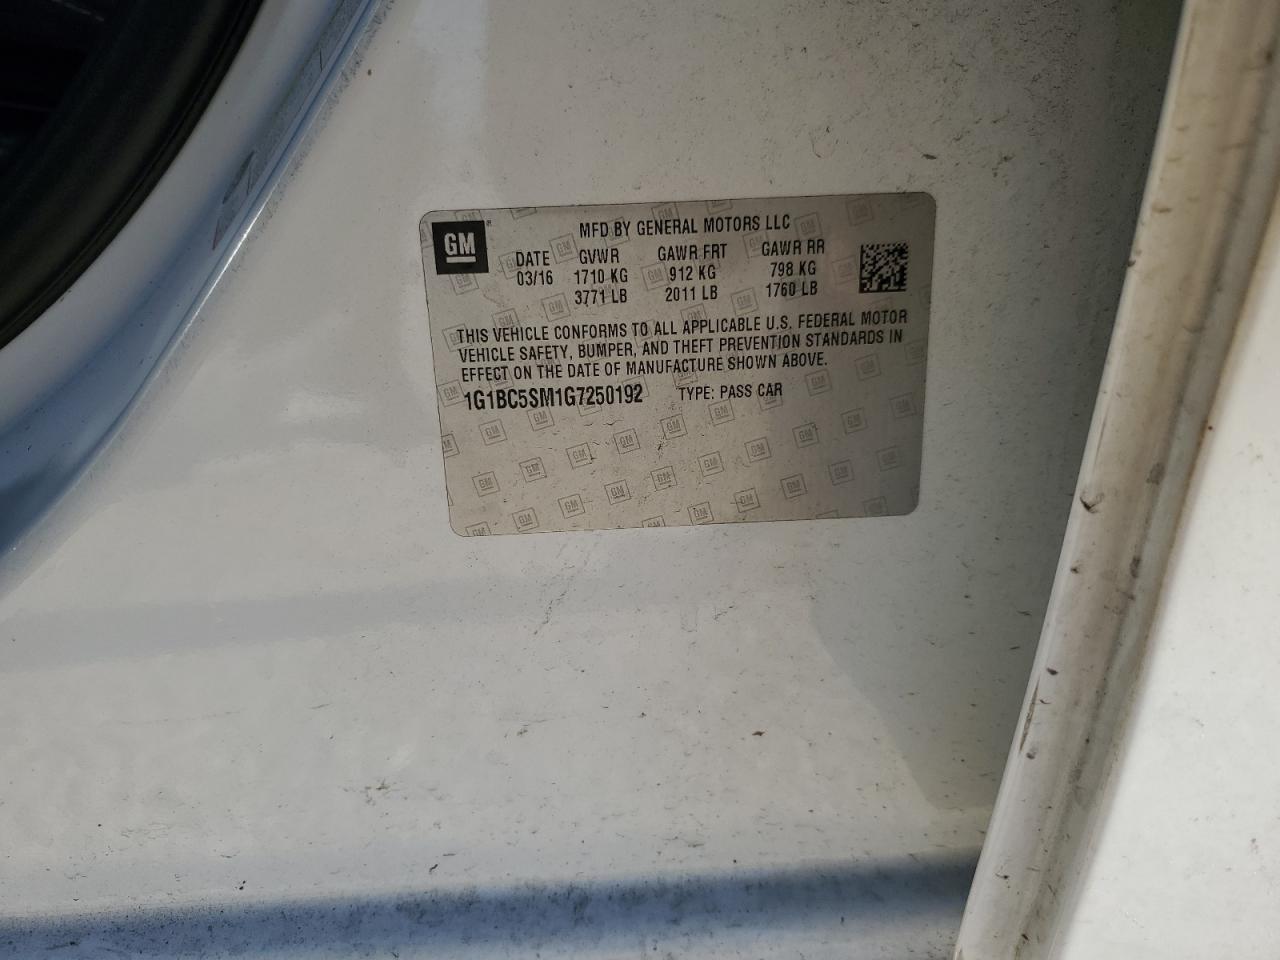 GM
MFD BY GENERAL MOTORS LLC
DATE GVWR GAWR FRT GAWR RR
03/16 1710 KG 912 KG 798 KG
3771 LB 2011 LB 1760 LB
THIS VEHICLE CONFORMS TO ALL APPLICABLE U.S. FEDERAL MOTOR
VEHICLE SAFETY, BUMPER, AND THEFT PREVENTION STANDARDS IN
EFFECT ON THE DATE OF MANUFACTURE SHOWN ABOVE.
1G1BC5SM1G7250192 TYPE: PASS CAR